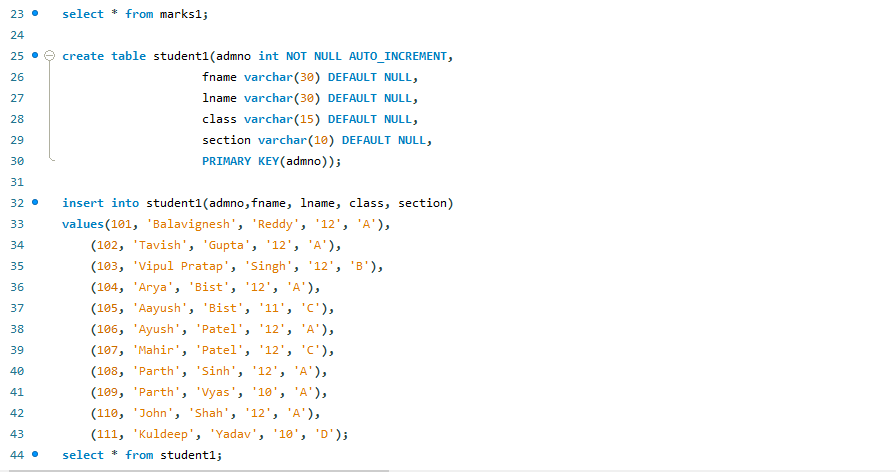 23 select * from marks1;
24
25 create table student1(admno int NOT NULL AUTO_INCREMENT,
26 fname varchar(30) DEFAULT NULL,
27 lname varchar(30) DEFAULT NULL,
28 class varchar(15) DEFAULT NULL,
29 section varchar(10) DEFAULT NULL,
30 PRIMARY KEY(admno));
31
32 insert into student1(admno,fname, lname, class, section)
33 values(101, 'Balavignesh', 'Reddy', '12', 'A'),
34 (102, 'Tavish', 'Gupta', '12', 'A'),
35 (103, 'Vipul Pratap', 'Singh', '12', 'B'),
36 (104, 'Arya', 'Bist', '12', 'A'),
37 (105, 'Aayush', 'Bist', '11', 'C'),
38 (106, 'Ayush', 'Patel', '12', 'A'),
39 (107, 'Mahir', 'Patel', '12', 'C'),
40 (108, 'Parth', 'Sinh', '12', 'A'),
41 (109, 'Parth', 'Vyas', '10', 'A'),
42 (110, 'John', 'Shah', '12', 'A'),
43 (111, 'Kuldeep', 'Yadav', '10', 'D');
44 select * from student1;